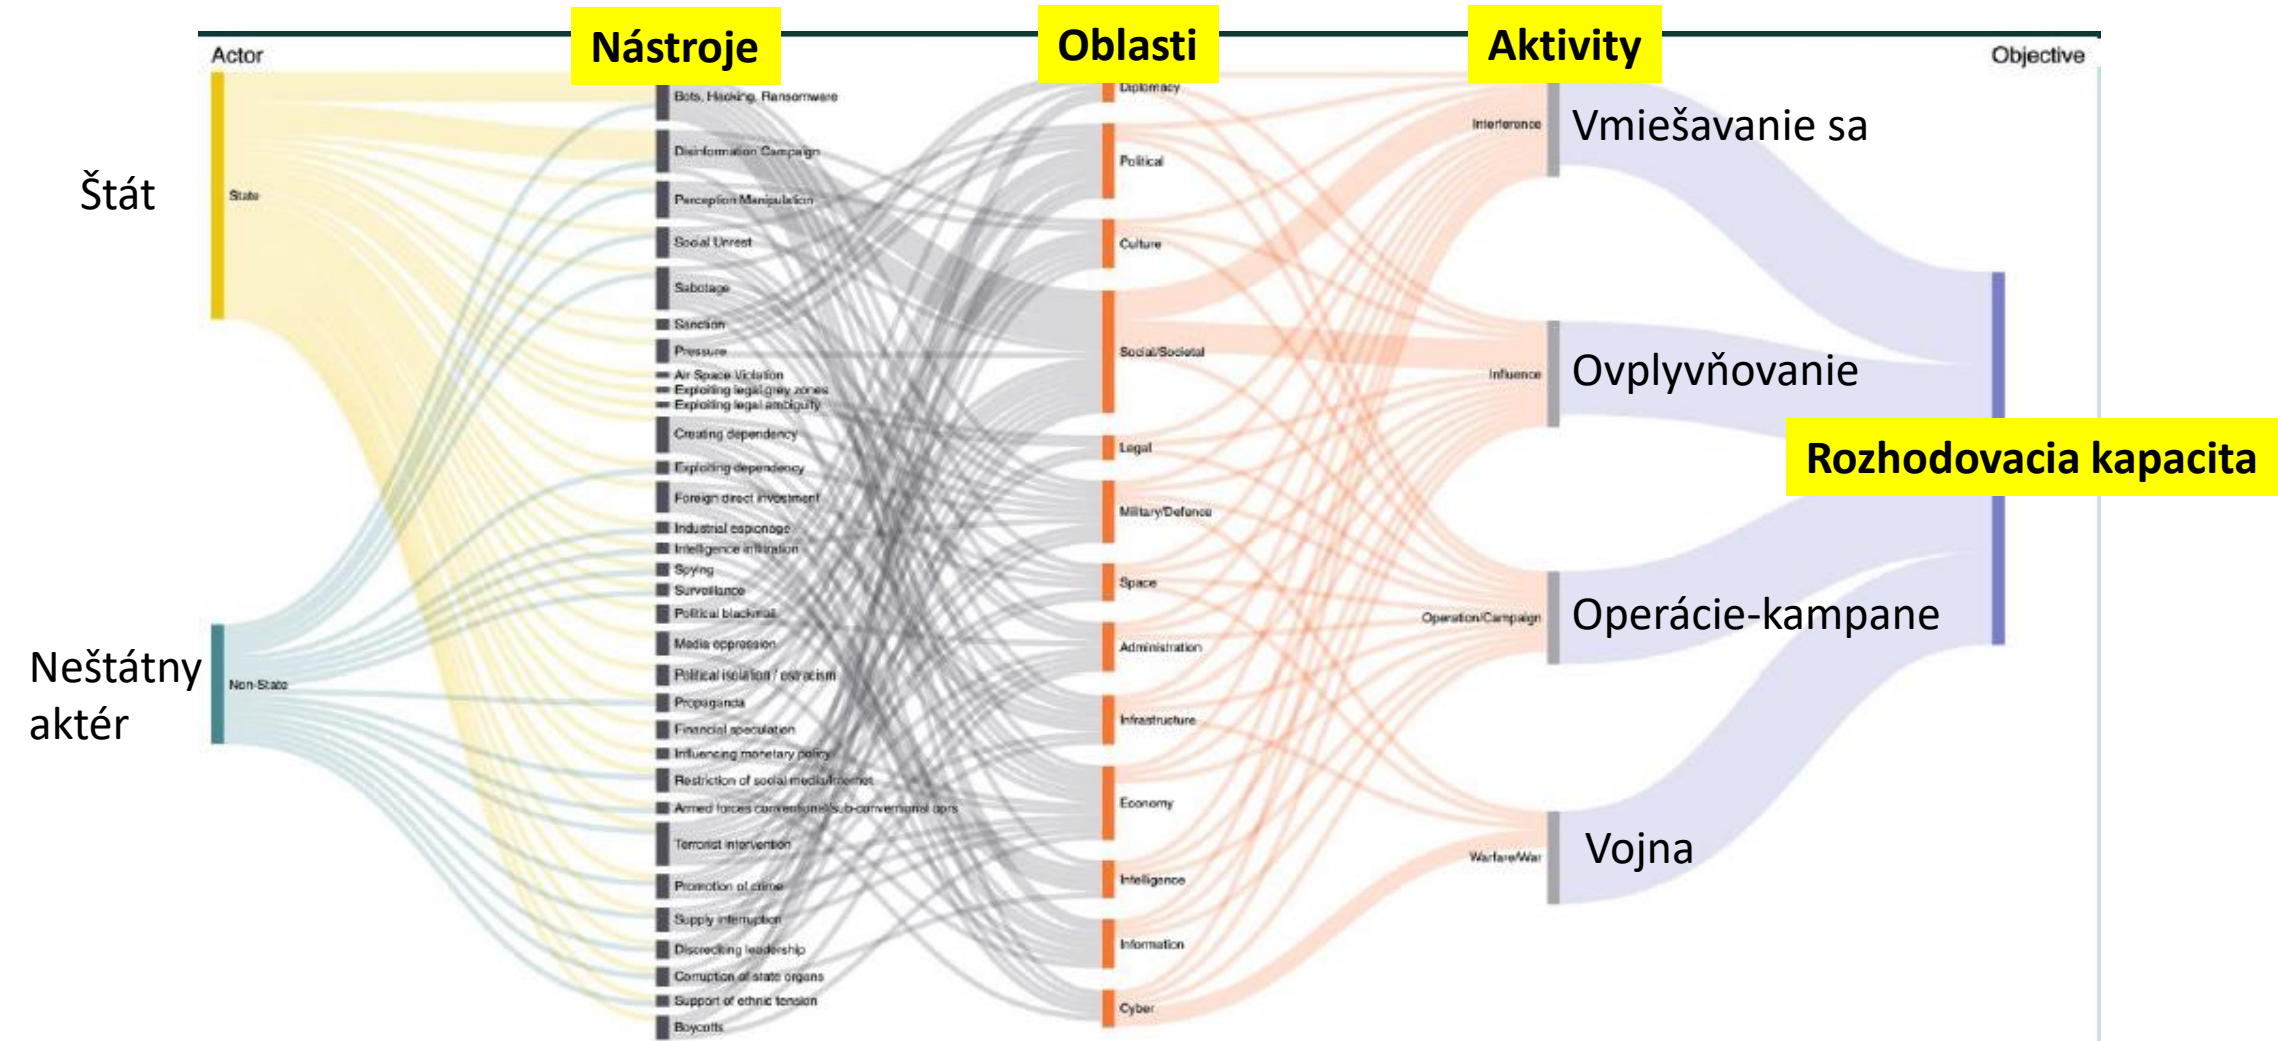 Actor
Nástroje
Oblasti
Aktivity
Objective
Štát
State
Neštátny
aktér
Non-State
Bots, Hacking, Ransomware
Disinformation Campaign
Perception Manipulation
Social Unrest
Sabotage
Sanction
Pressure
Air Space Violation
Exploiting legal grey zones
Exploiting legal ambiguity
Creating dependency
Exploiting dependency
Foreign direct investment
Industrial espionage
Intelligence infiltration
Spying
Surveillance
Political blackmail
Media oppression
Political isolation / ostracism
Propaganda
Financial speculation
Influencing monetary policy
Restriction of social media/internet
Armed forces conventional/sub-conventional oprs
Terrorist intervention
Promotion of crime
Supply interruption
Discrediting leadership
Corruption of state organs
Support of ethnic tension
Boycotts
Diplomacy
Political
Culture
Social/Societal
Legal
Military/Defence
Space
Administration
Infrastructure
Economy
Intelligence
Information
Cyber
Interference
Vmiešavanie sa
Influence
Ovplyvňovanie
Operation/Campaign
Operácie-kampane
Warfare/War
Vojna
Rozhodovacia kapacita